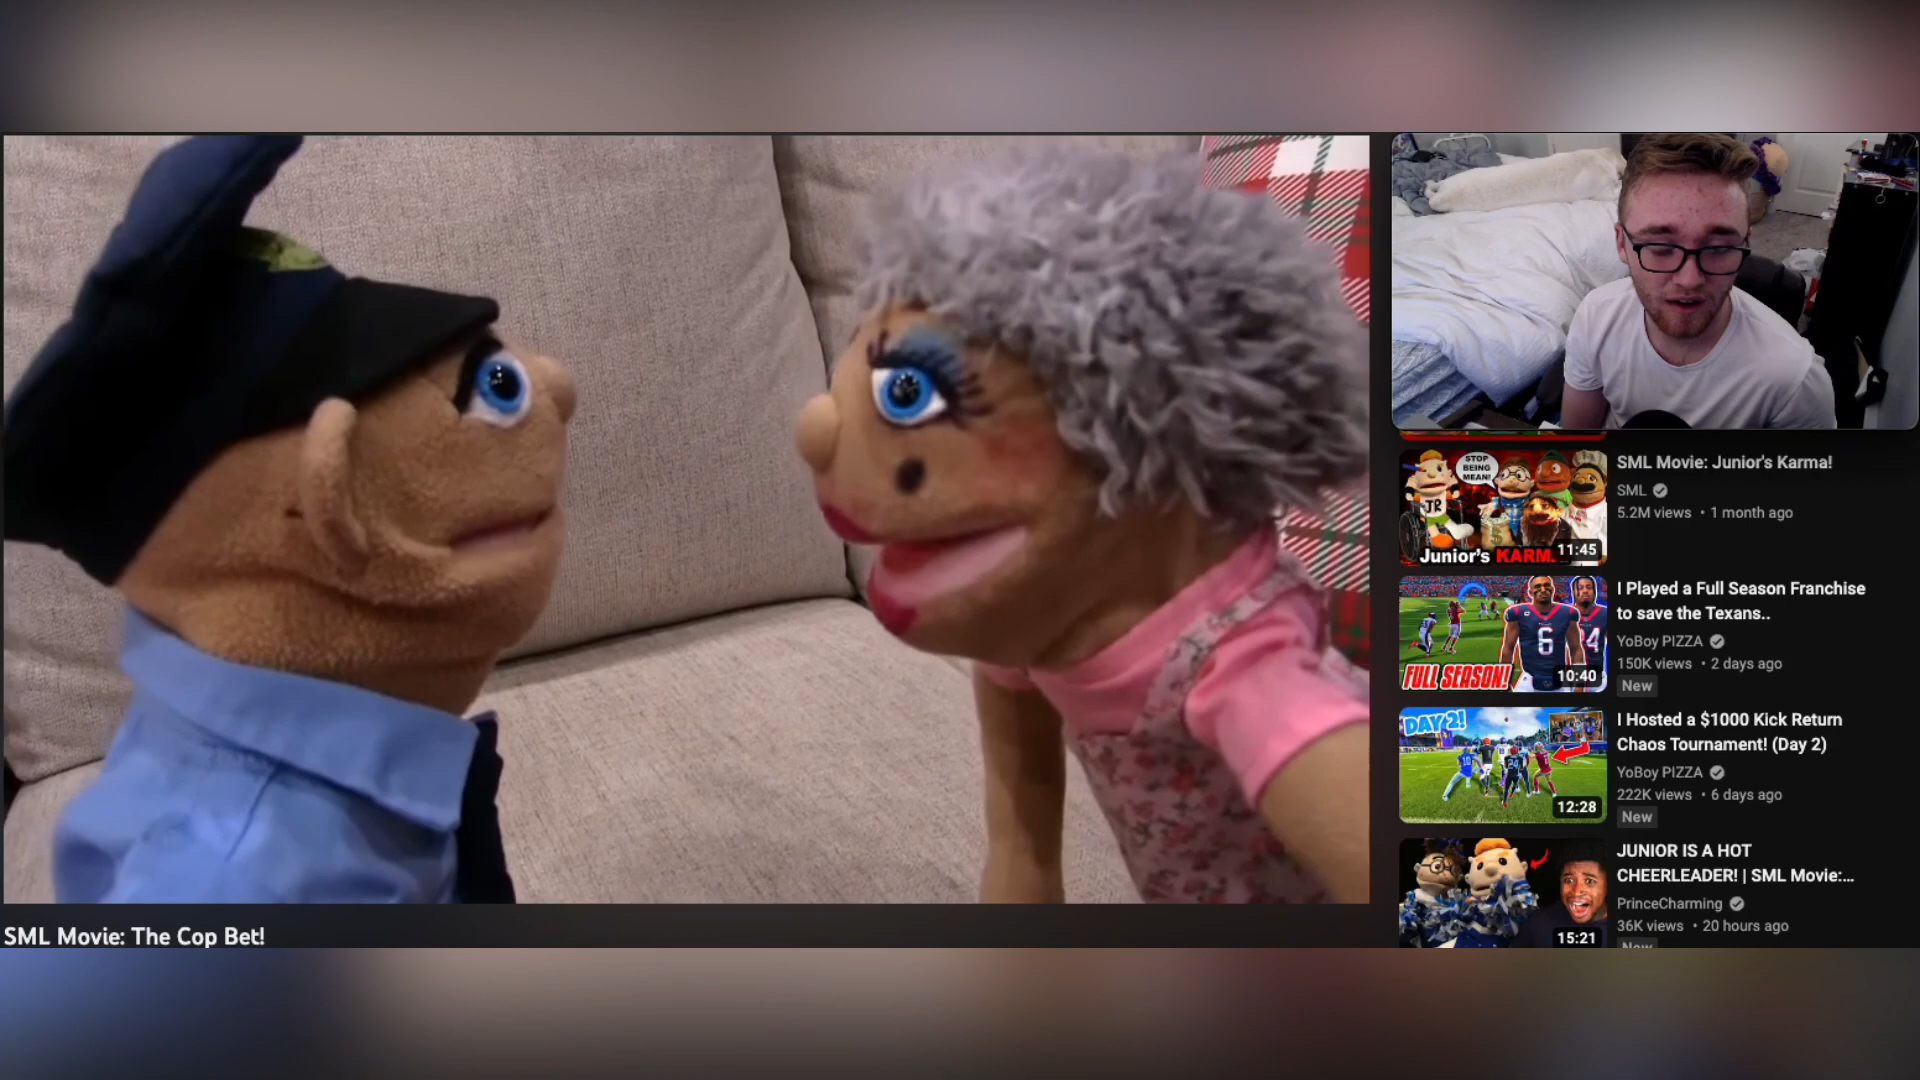 SML Movie: The Cop Bet!
STOP
BEING
MEAN!
JR
Junior's KARM
11:45
SML Movie: Junior's Karma!
SML
5.2M views • 1 month ago
6
4
FULL SEASON!
10:40
I Played a Full Season Franchise
to save the Texans..
YoBoy PIZZA
150K views • 2 days ago
New
DAY 2!
12:28
I Hosted a $1000 Kick Return
Chaos Tournament! (Day 2)
YoBoy PIZZA
222K views • 6 days ago
New
15:21
JUNIOR IS A HOT
CHEERLEADER! | SML Movie:...
PrinceCharming
36K views • 20 hours ago
New